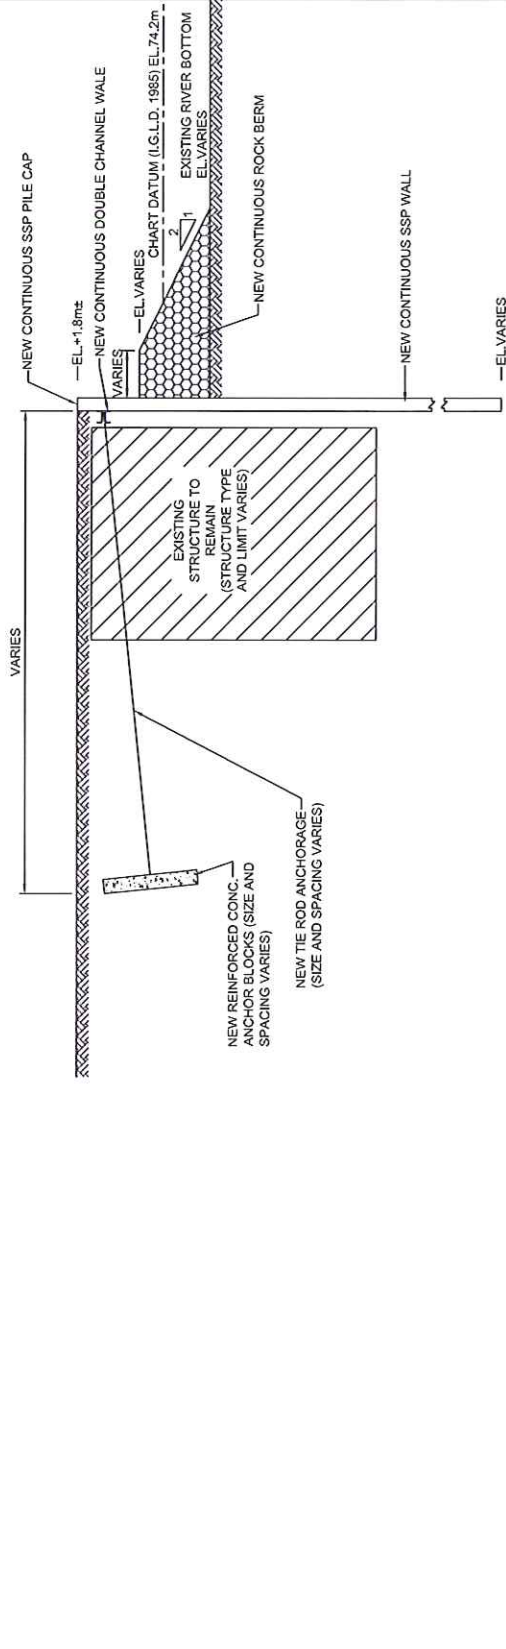 NEW CONTINUOUS SSP PILE CAP
EL.+1.8m±
NEW CONTINUOUS DOUBLE CHANNEL WALE
VARIES
EL.VARIES
CHART DATUM (I.G.L.D. 1985) EL.74.2m
2
1
EXISTING RIVER BOTTOM
EL.VARIES
NEW CONTINUOUS ROCK BERM
NEW CONTINUOUS SSP WALL
EL.VARIES
VARIES
EXISTING
STRUCTURE TO
REMAIN
(STRUCTURE TYPE
AND LIMIT VARIES)
NEW REINFORCED CONC.
ANCHOR BLOCKS (SIZE AND
SPACING VARIES)
NEW TIE ROD ANCHORAGE
(SIZE AND SPACING VARIES)